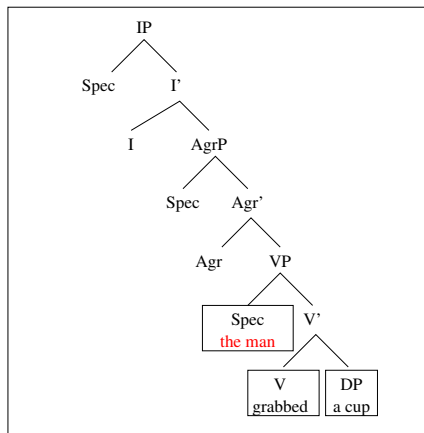 IP
Spec I’
I AgrP
Spec Agr’
Agr VP
Spec V’
the man
V DP
grabbed a cup